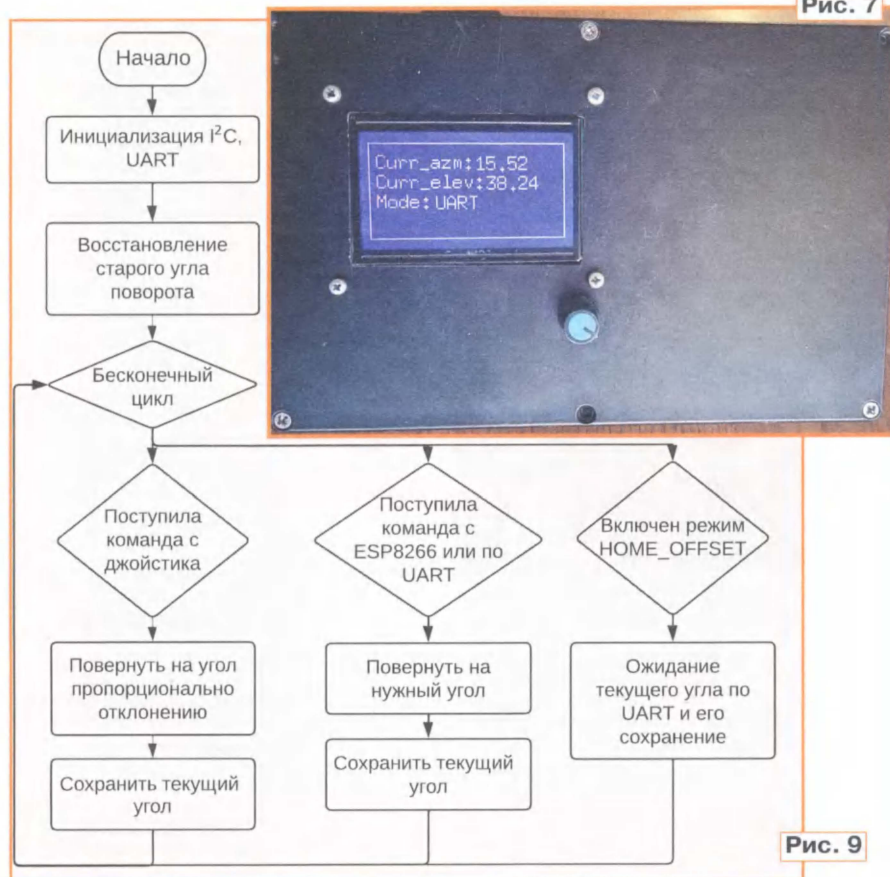 Рис. 7
Начало
Инициализация I²C,
UART
Восстановление
старого угла
поворота
Бесконечный
цикл
Curr_azm:15.52
Curr_elev:38.24
Mode:UART
Поступила
команда с
джойстика
Поступила
команда с
ESP8266 или по
UART
Включен режим
HOME_OFFSET
Повернуть на угол
пропорционально
отклонению
Повернуть на
нужный угол
Ожидание
текущего угла по
UART и его
сохранение
Сохранить текущий
угол
Сохранить текущий
угол
Рис. 9